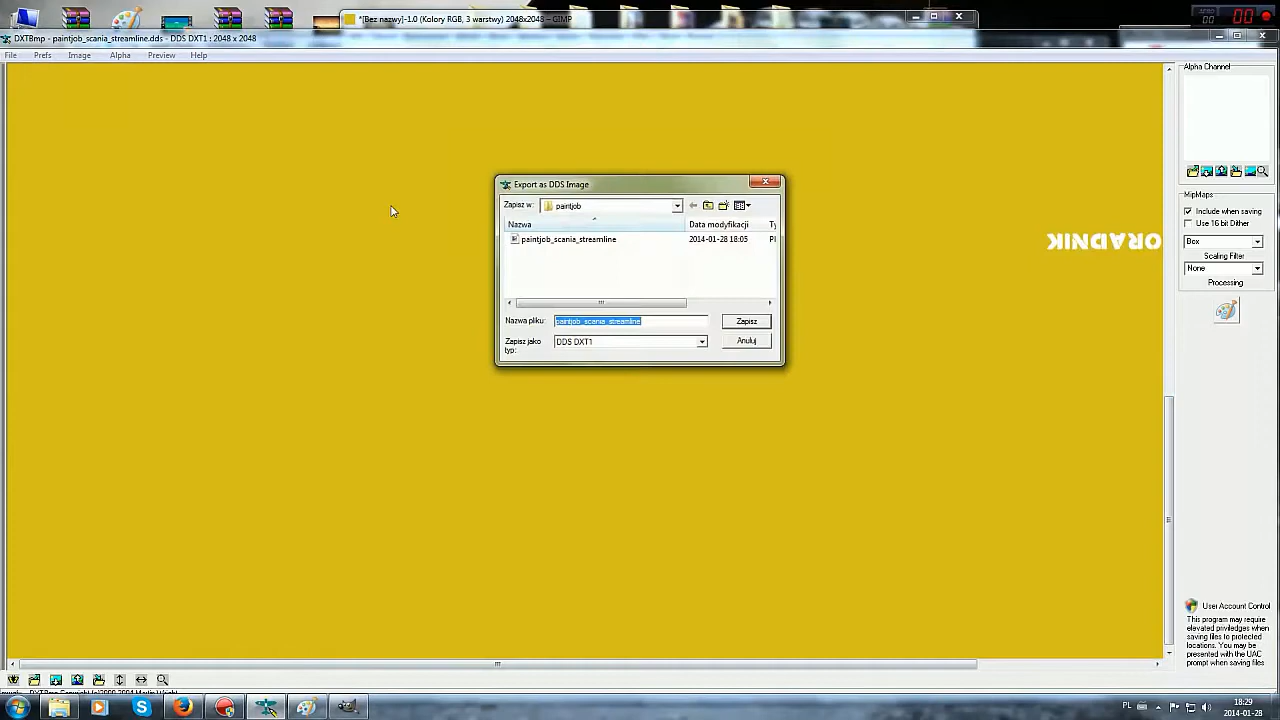 *[Bez nazwy]-1.0 (Kolory RGB, 3 warstwy) 2048x2048 – GIMP
00 00
DXTBmp - paintjob_scania_streamline.dds - DDS DXT1 : 2048 x 2048
File Prefs Image Alpha Preview Help
Alpha Channel
Export as DDS Image
MipMaps
Zapisz w: paintjob
Include when saving
Nazwa Data modyfikacji Ty
Use 16 bit Dither
paintjob_scania_streamline 2014-01-28 18:05 Pl
ORADNIK
Box
Scaling Filter
None
Processing
Nazwa pliku: paintjob_scania_streamline Zapisz
Zapisz jako typ: DDS DXT1 Anuluj
User Account Control
This program may require
elevated priviledges when
saving files to protected
locations. You may be
presented with the UAC
prompt when saving files
PL 18:29
2014-01-28